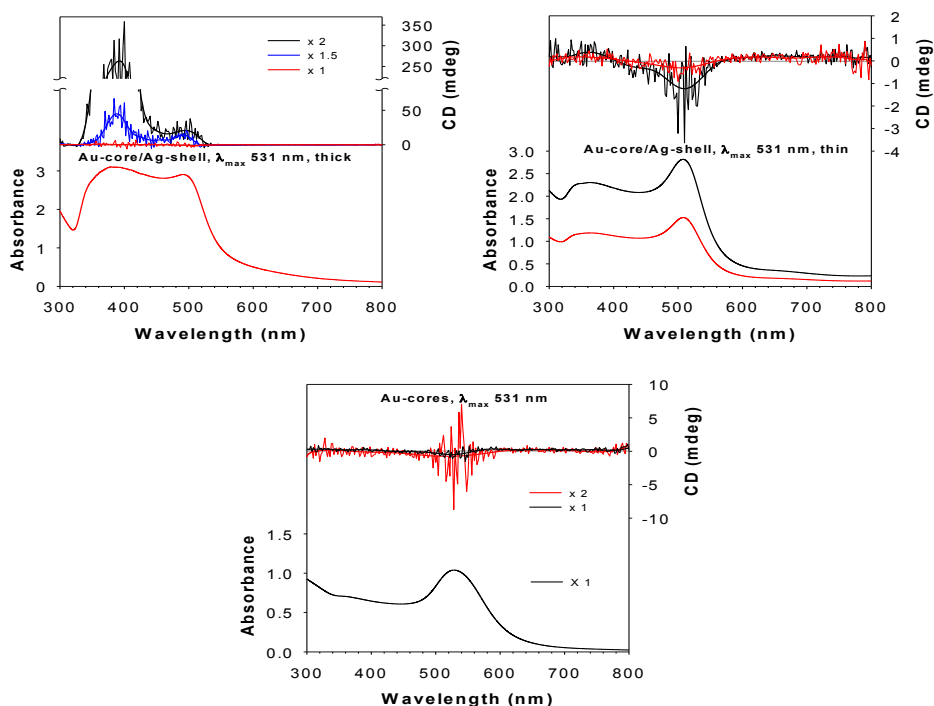 350
300
250
50
0
CD (mdeg)
x 2
x 1.5
x 1
Au-core/Ag-shell, λmax 531 nm, thick
3
2
1
0
Absorbance
300 400 500 600 700 800
Wavelength (nm)
2
1
0
-1
-2
-3
-4
CD (mdeg)
Au-core/Ag-shell, λmax 531 nm, thin
3.0
2.5
2.0
1.5
1.0
0.5
0.0
Absorbance
300 400 500 600 700 800
Wavelength (nm)
Au-cores, λmax 531 nm
10
5
0
-5
-10
CD (mdeg)
x 2
x 1
1.5
1.0
0.5
0.0
Absorbance
X 1
300 400 500 600 700 800
Wavelength (nm)